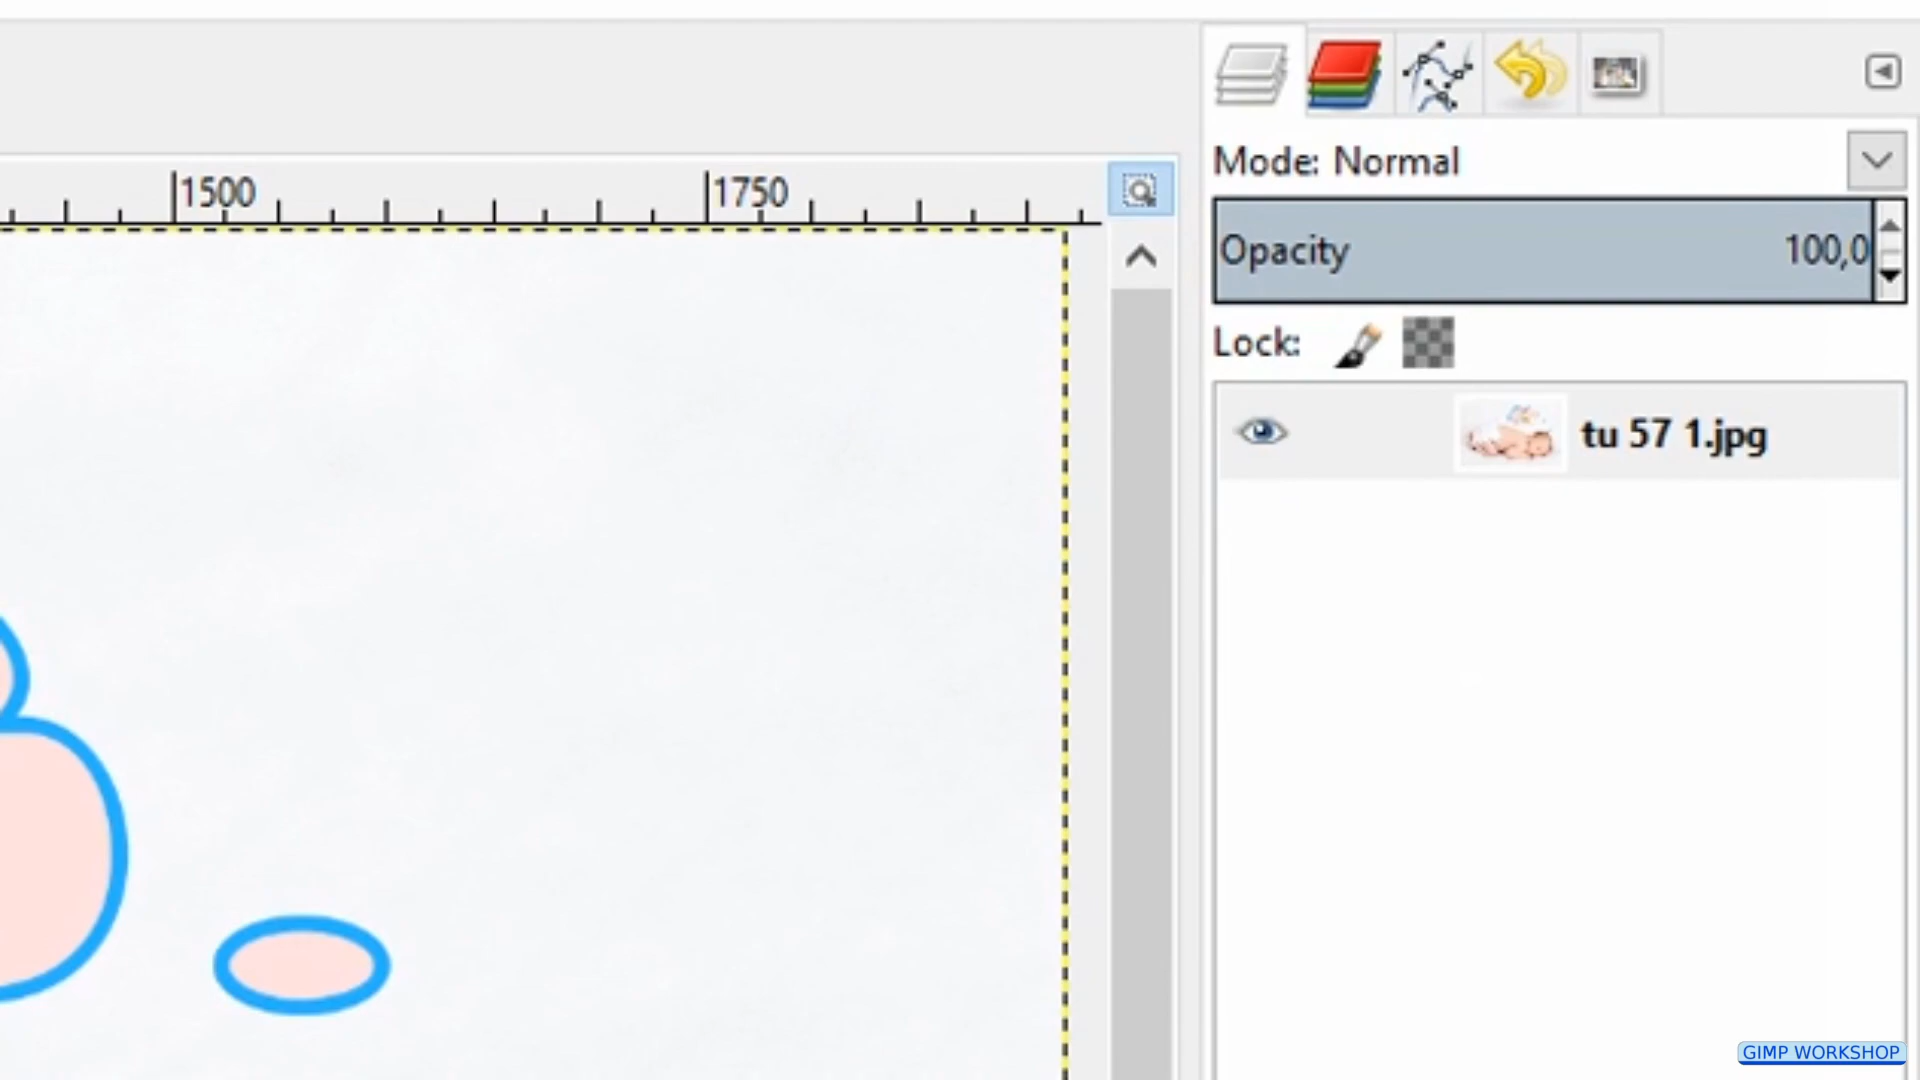 1500 1750
Mode: Normal
Opacity 100,0
Lock:
tu 57 1.jpg
GIMP WORKSHOP